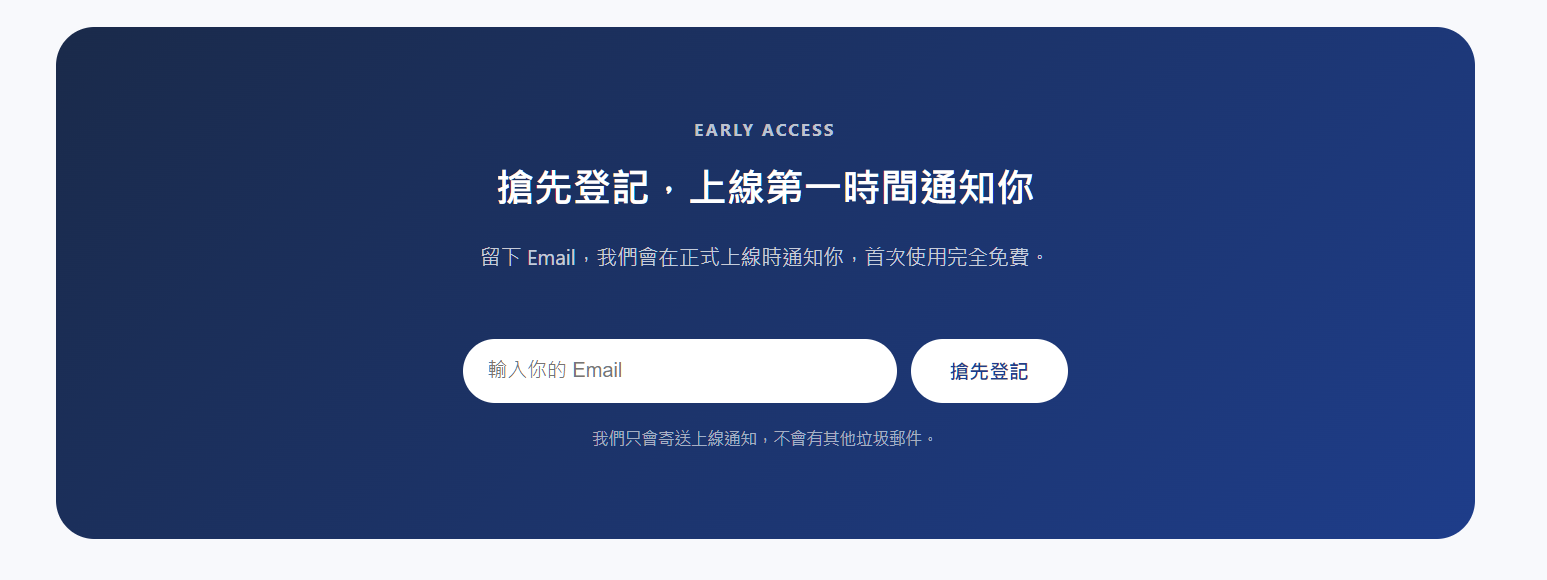 EARLY ACCESS
搶先登記，上線第一時間通知你
留下 Email，我們會在正式上線時通知你，首次使用完全免費。
輸入你的 Email
搶先登記
我們只會寄送上線通知，不會有其他垃圾郵件。